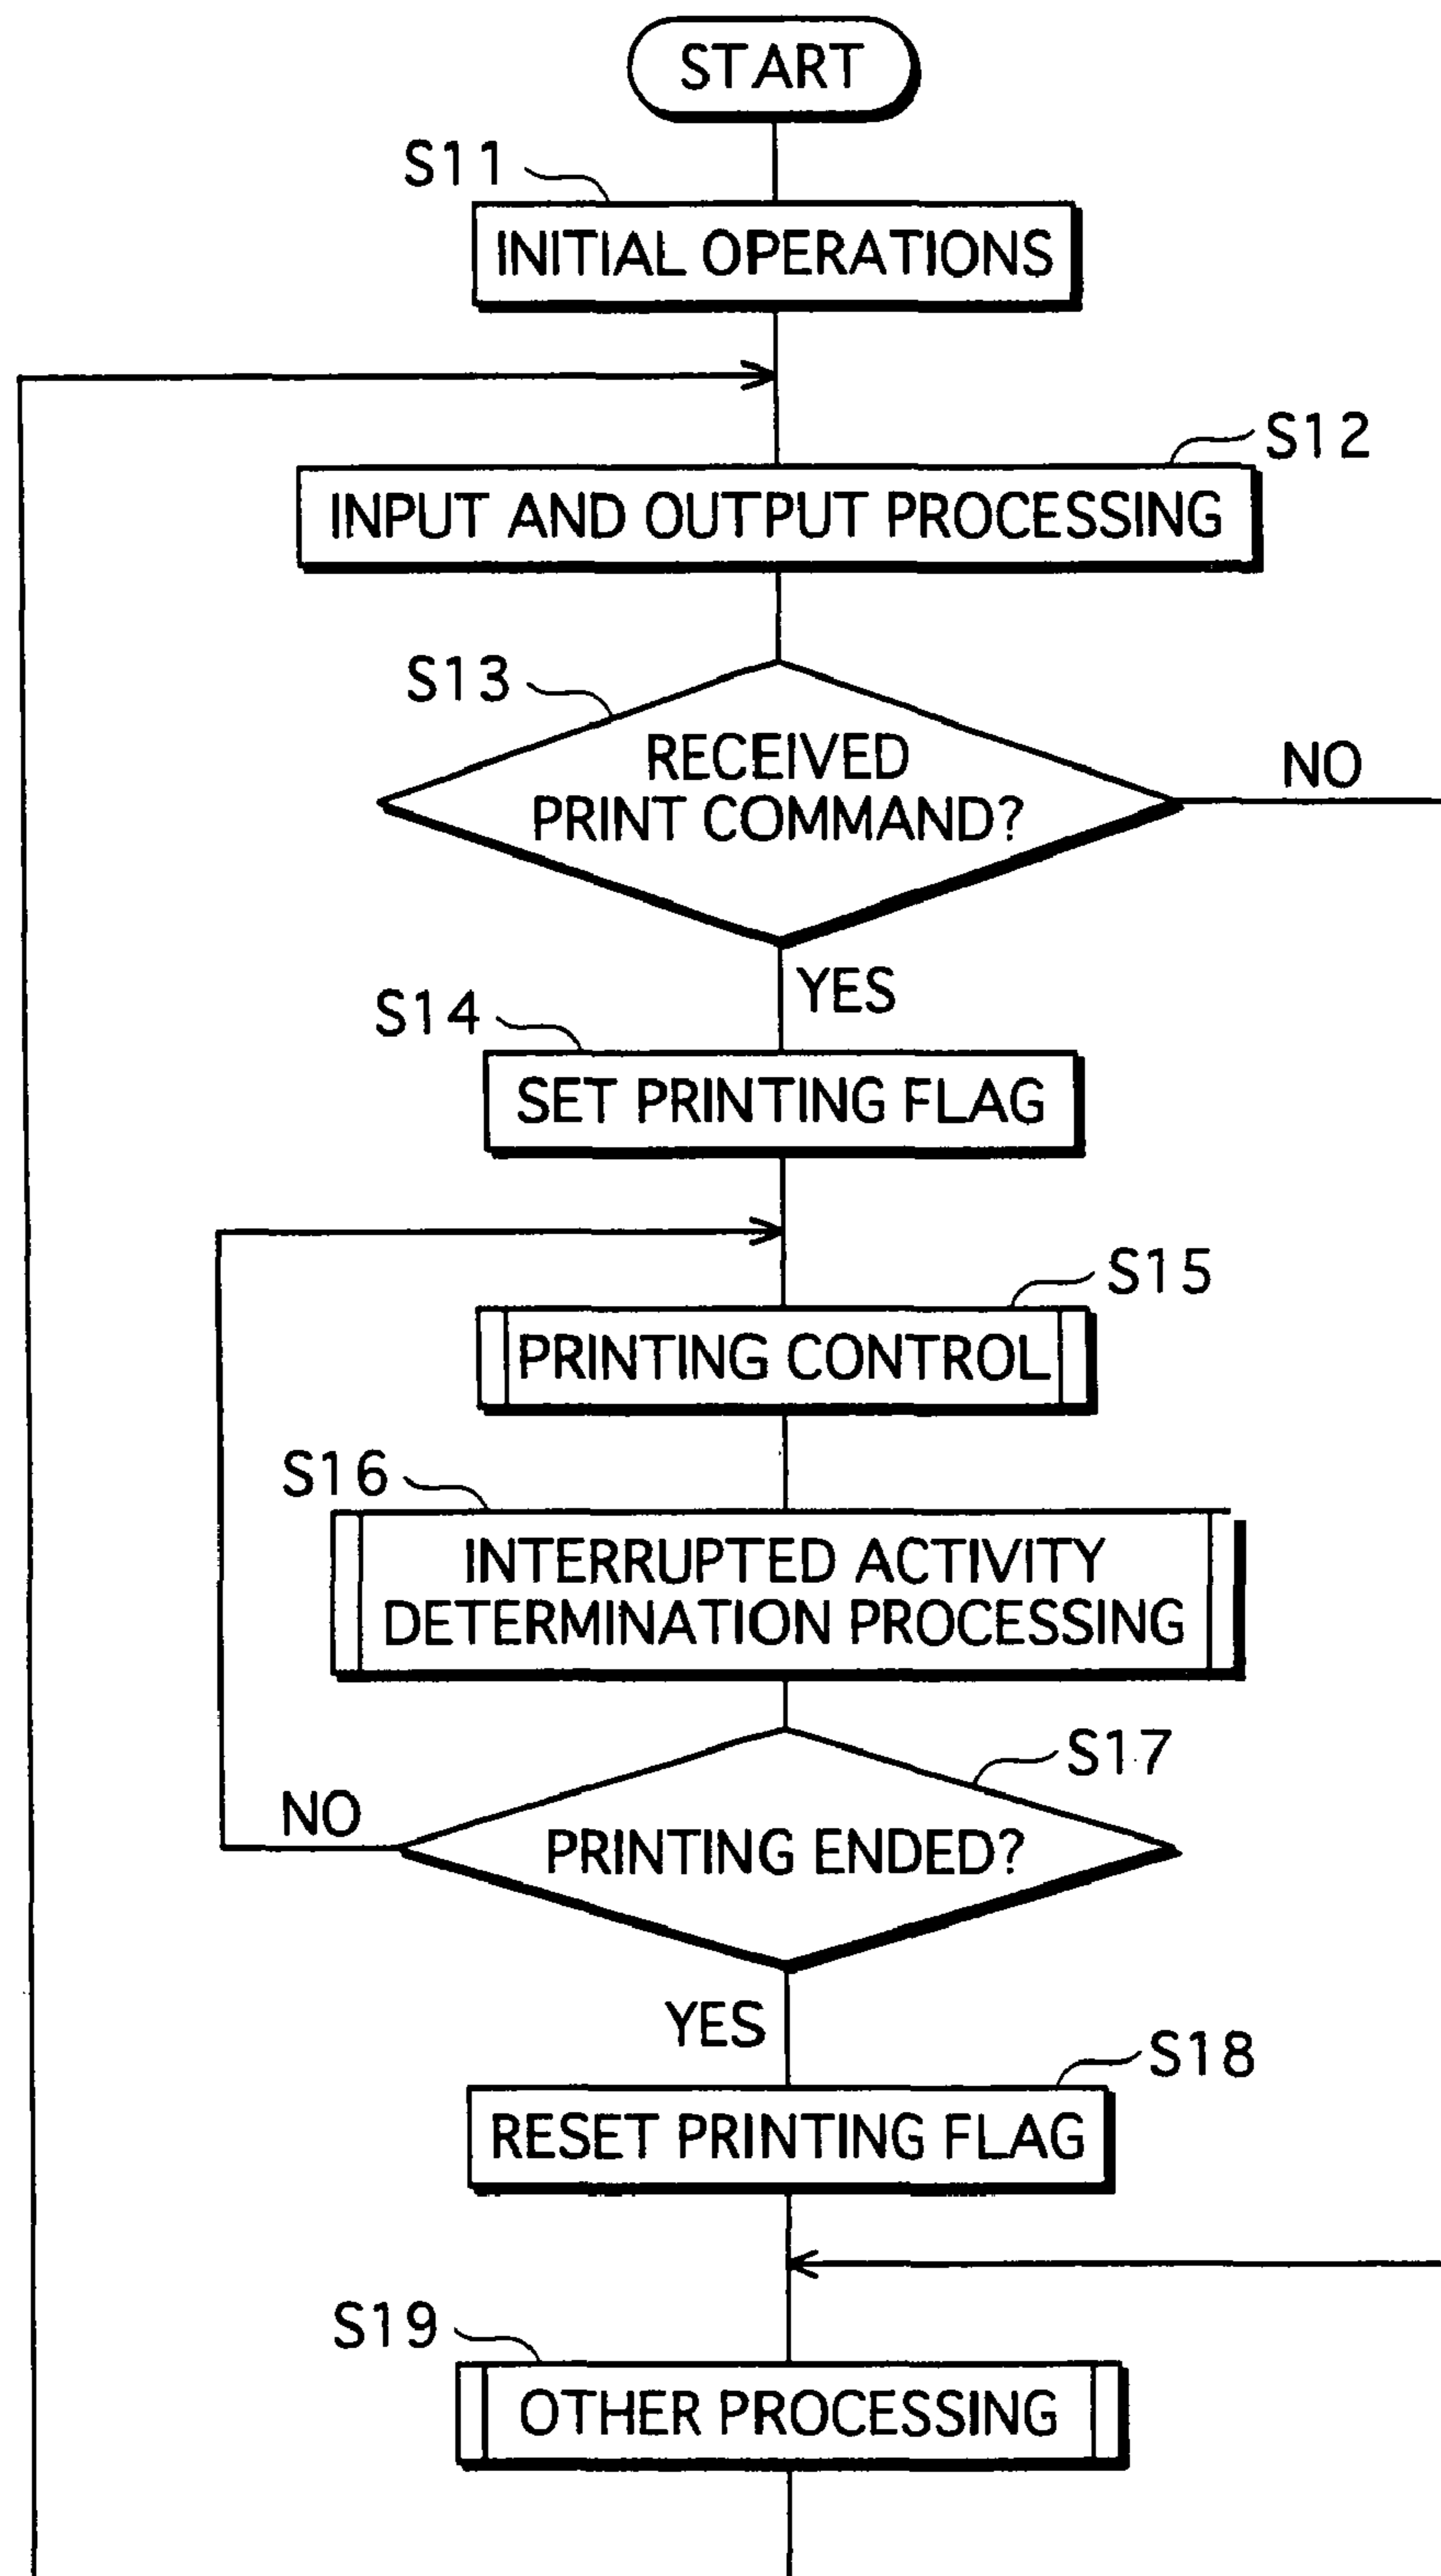 START
S11
INITIAL OPERATIONS
S12
INPUT AND OUTPUT PROCESSING
S13
RECEIVED
PRINT COMMAND?
NO
YES
S14
SET PRINTING FLAG
S15
PRINTING CONTROL
S16
INTERRUPTED ACTIVITY
DETERMINATION PROCESSING
S17
NO
PRINTING ENDED?
YES
S18
RESET PRINTING FLAG
S19
OTHER PROCESSING